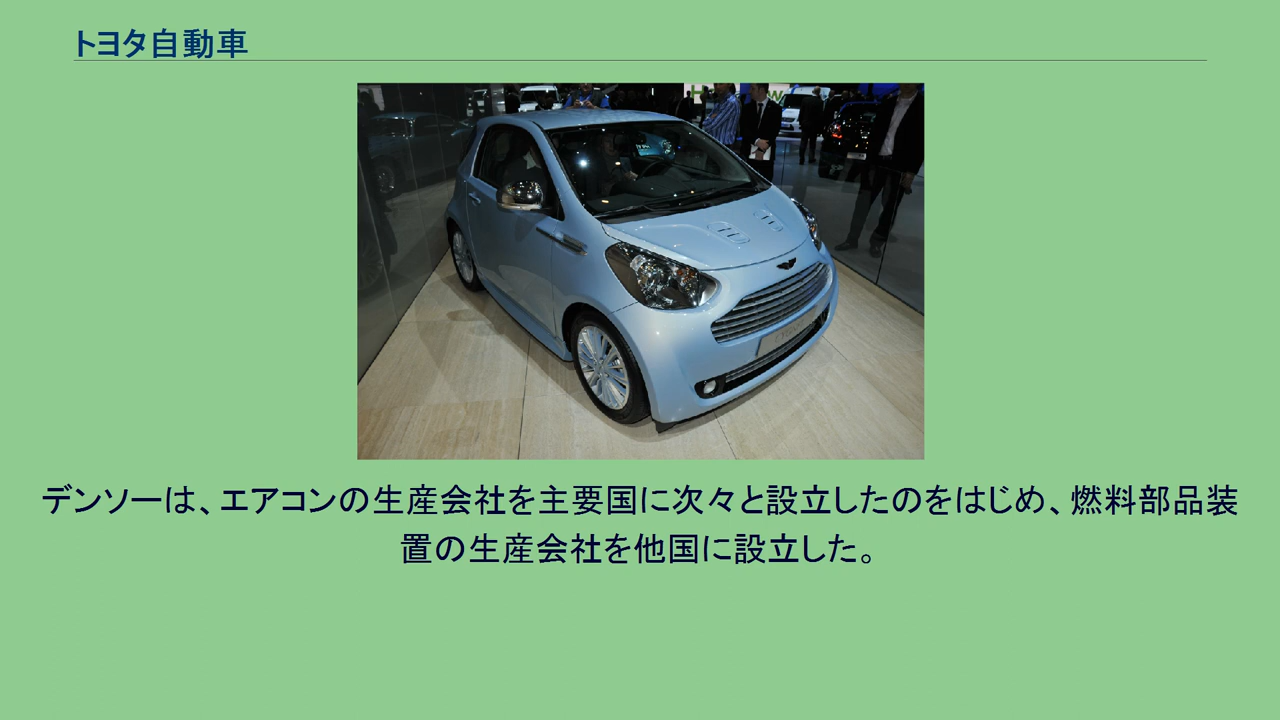 トヨタ自動車
デンソーは、エアコンの生産会社を主要国に次々と設立したのをはじめ、燃料部品装
置の生産会社を他国に設立した。